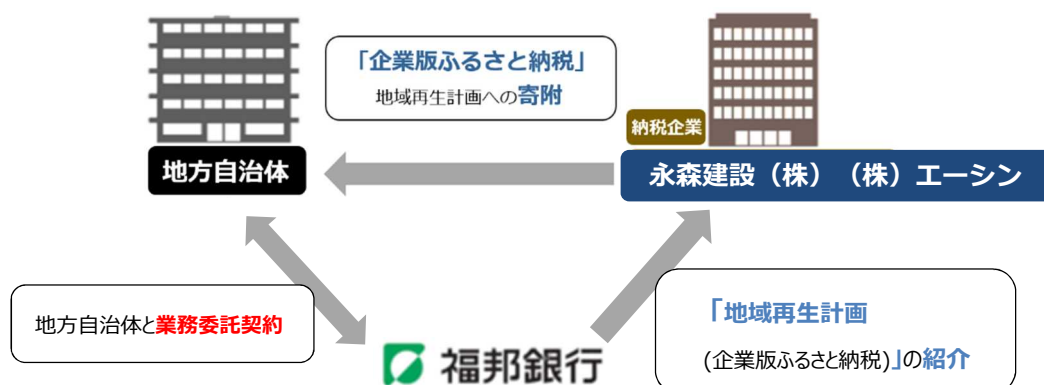 「企業版ふるさと納税」
地域再生計画への寄附
納税企業
地方自治体
永森建設（株）（株）エーシン
地方自治体と業務委託契約
「地域再生計画
(企業版ふるさと納税)」の紹介
福邦銀行